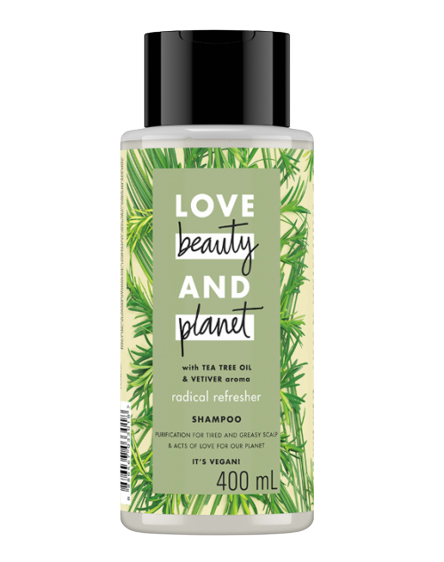 LOVE
beauty
AND
planet
with TEA TREE OIL
& VETIVER aroma
radical refresher
SHAMPOO
PURIFICATION FOR TIRED AND GREASY SCALP
& ACTS OF LOVE FOR OUR PLANET
IT'S VEGAN!
400 mL